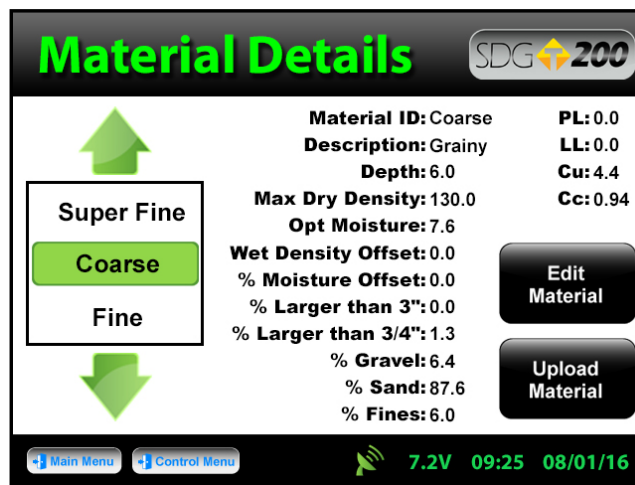 Material Details
SDG 200
Super Fine
Coarse
Fine
Material ID: Coarse
Description: Grainy
Depth: 6.0
Max Dry Density: 130.0
Opt Moisture: 7.6
Wet Density Offset: 0.0
% Moisture Offset: 0.0
% Larger than 3": 0.0
% Larger than 3/4": 1.3
% Gravel: 6.4
% Sand: 87.6
% Fines: 6.0
PL: 0.0
LL: 0.0
Cu: 4.4
Cc: 0.94
Edit
Material
Upload
Material
Main Menu
Control Menu
7.2V 09:25 08/01/16